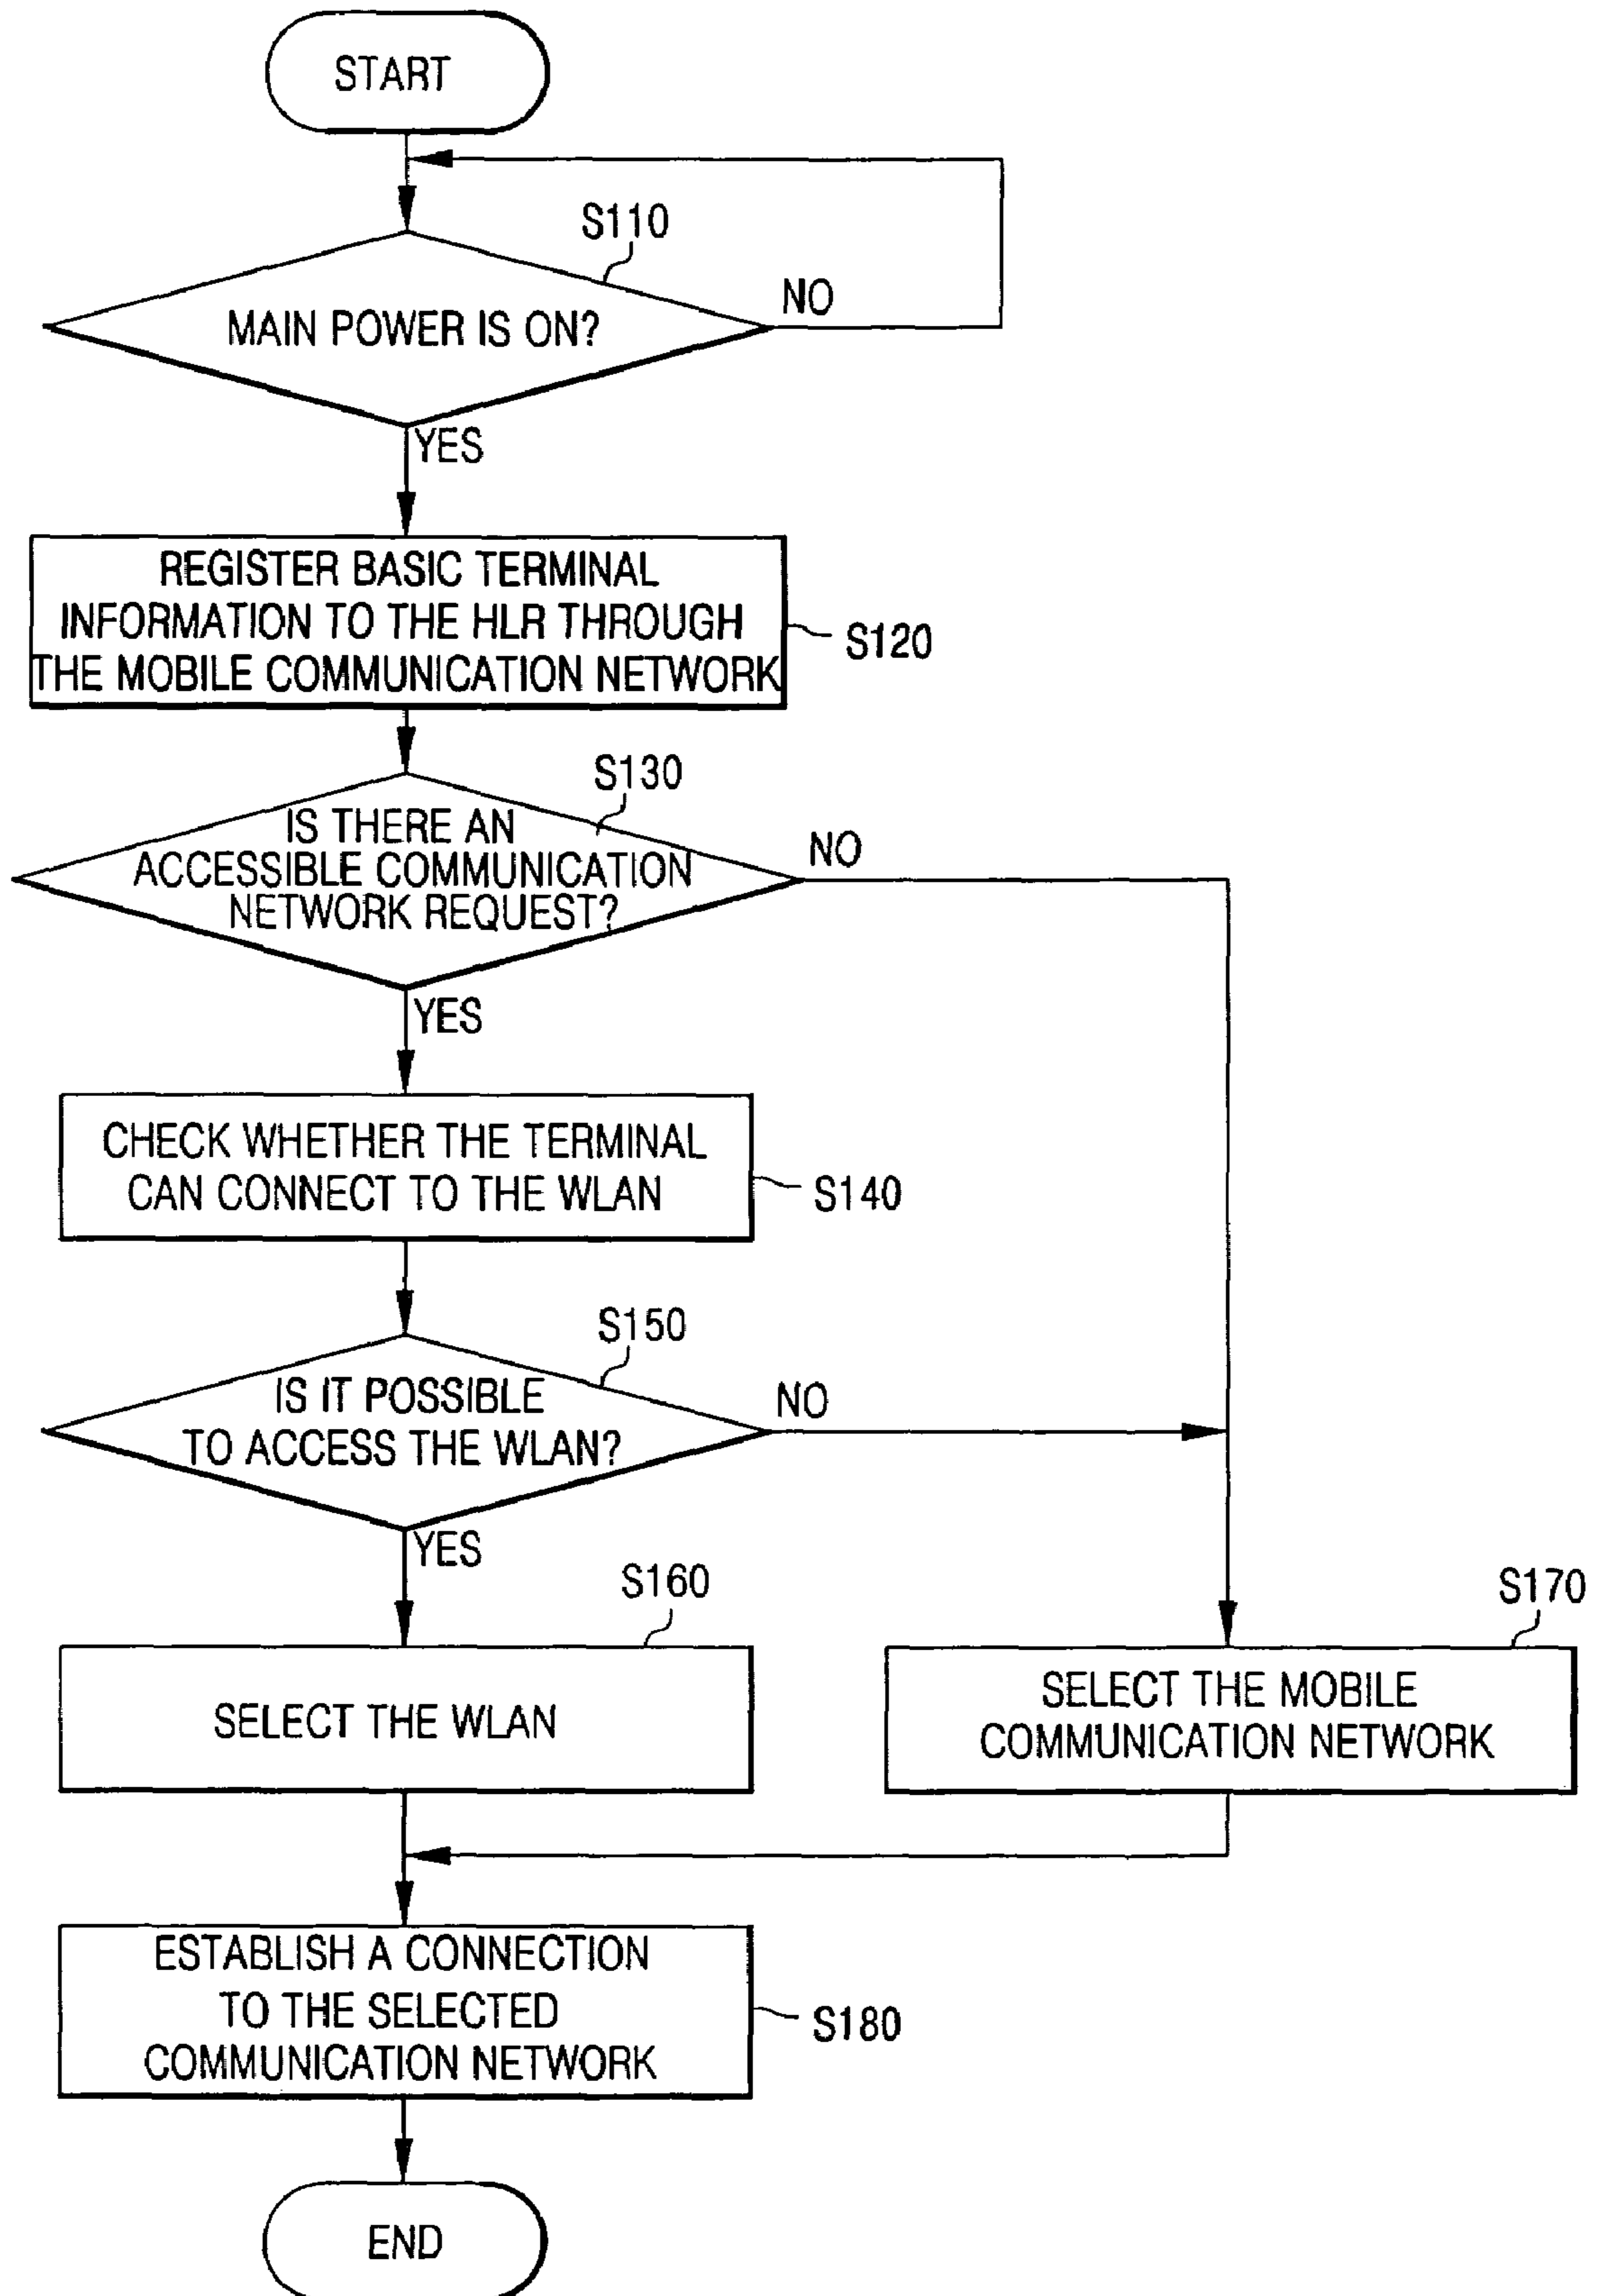 START
S110
MAIN POWER IS ON?
NO
YES
REGISTER BASIC TERMINAL
INFORMATION TO THE HLR THROUGH
THE MOBILE COMMUNICATION NETWORK
S120
S130
IS THERE AN
ACCESSIBLE COMMUNICATION
NETWORK REQUEST?
NO
YES
CHECK WHETHER THE TERMINAL
CAN CONNECT TO THE WLAN
S140
S150
IS IT POSSIBLE
TO ACCESS THE WLAN?
NO
YES
S160
SELECT THE WLAN
S170
SELECT THE MOBILE
COMMUNICATION NETWORK
ESTABLISH A CONNECTION
TO THE SELECTED
COMMUNICATION NETWORK
S180
END